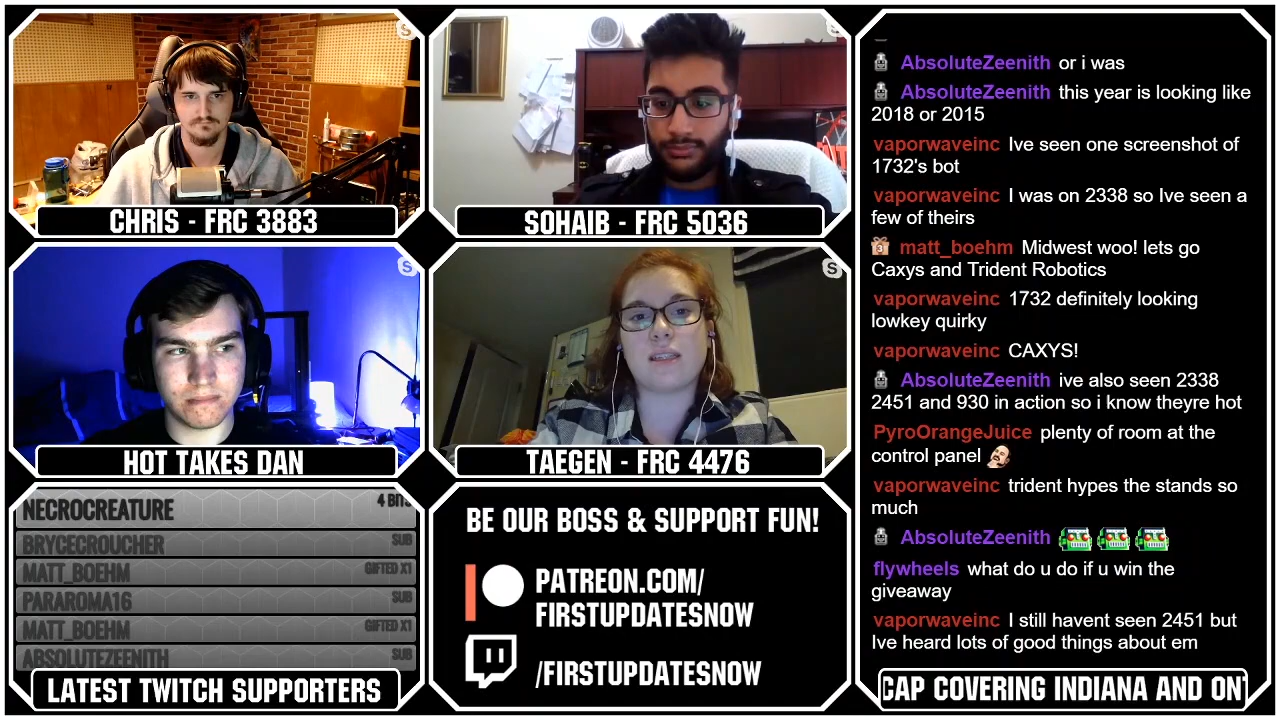 CHRIS - FRC 3883
SOHAIB - FRC 5036
HOT TAKES DAN
TAEGEN - FRC 4476
NECROCREATURE 4 BITS
BRYCECROUCHER SUB
MATT_BOEHM GIFTED X1
PARAROMA16 SUB
MATT_BOEHM GIFTED X1
ABSOLUTEZEENITH SUB
LATEST TWITCH SUPPORTERS
BE OUR BOSS & SUPPORT FUN!
PATREON.COM/
FIRSTUPDATESNOW
/FIRSTUPDATESNOW
AbsoluteZeenith or i was
AbsoluteZeenith this year is looking like
2018 or 2015
vaporwaveinc Ive seen one screenshot of
1732's bot
vaporwaveinc I was on 2338 so Ive seen a
few of theirs
matt_boehm Midwest woo! lets go
Caxys and Trident Robotics
vaporwaveinc 1732 definitely looking
lowkey quirky
vaporwaveinc CAXYS!
AbsoluteZeenith ive also seen 2338
2451 and 930 in action so i know theyre hot
PyroOrangeJuice plenty of room at the
control panel
vaporwaveinc trident hypes the stands so
much
AbsoluteZeenith
flywheels what do u do if u win the
giveaway
vaporwaveinc I still havent seen 2451 but
Ive heard lots of good things about em
CAP COVERING INDIANA AND ON